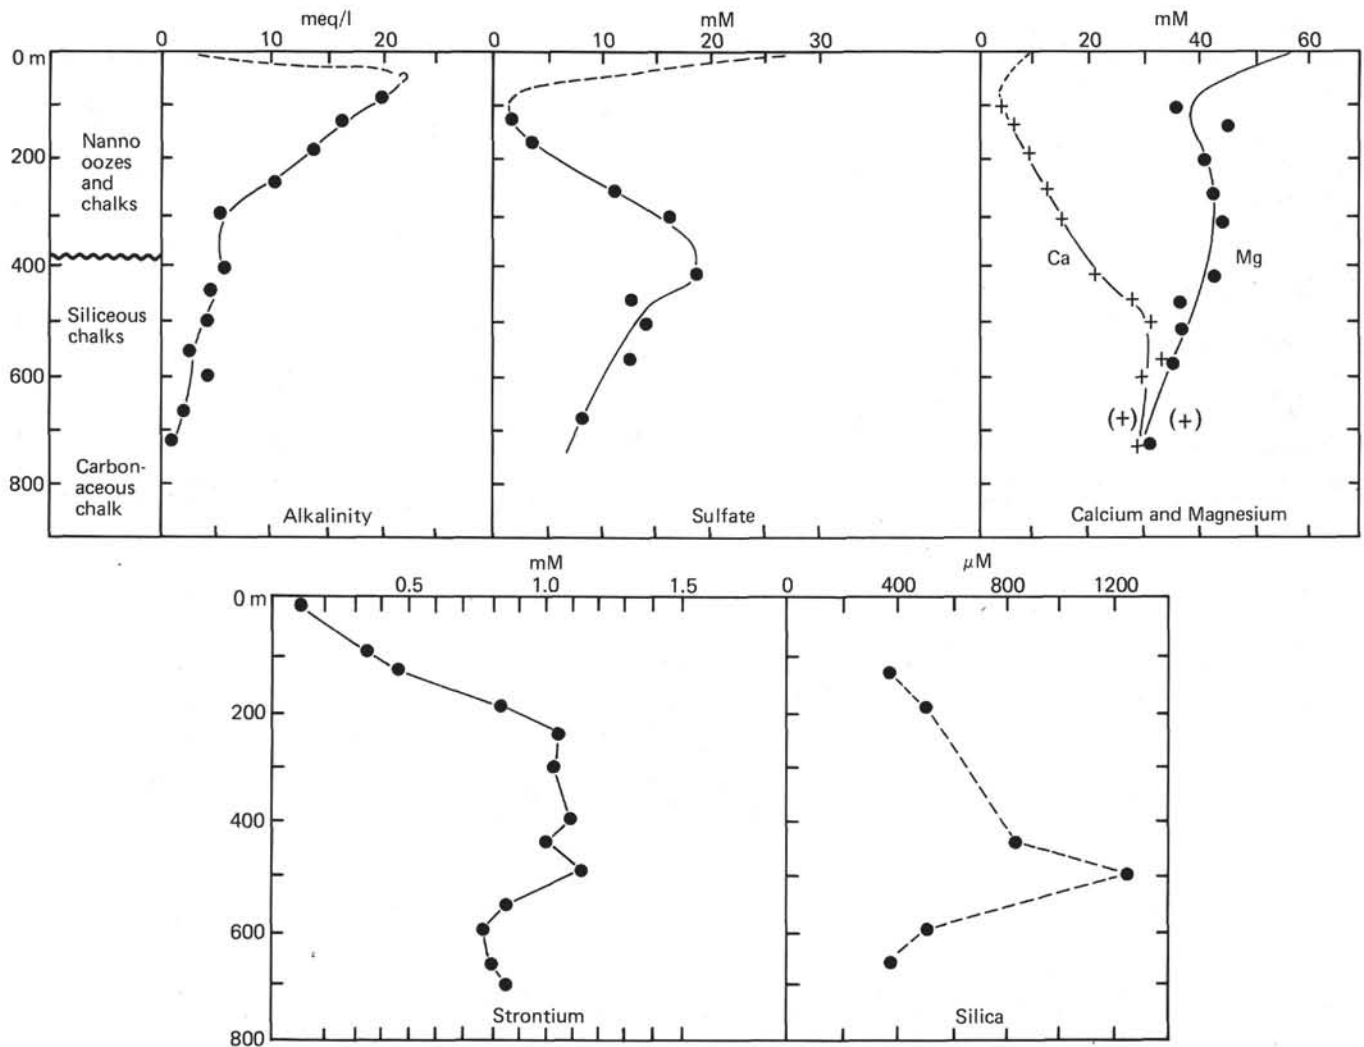 meq/l
0 10 20
mM
0 10 20 30
mM
0 20 40 60
0 m
200
400
600
800
Nanno
oozes
and
chalks
Siliceous
chalks
Carbon-
aceous
chalk
Alkalinity
Sulfate
Ca
Mg
(+) (+)
Calcium and Magnesium
mM
0.5 1.0 1.5
μM
0 400 800 1200
0 m
200
400
600
800
Strontium
Silica